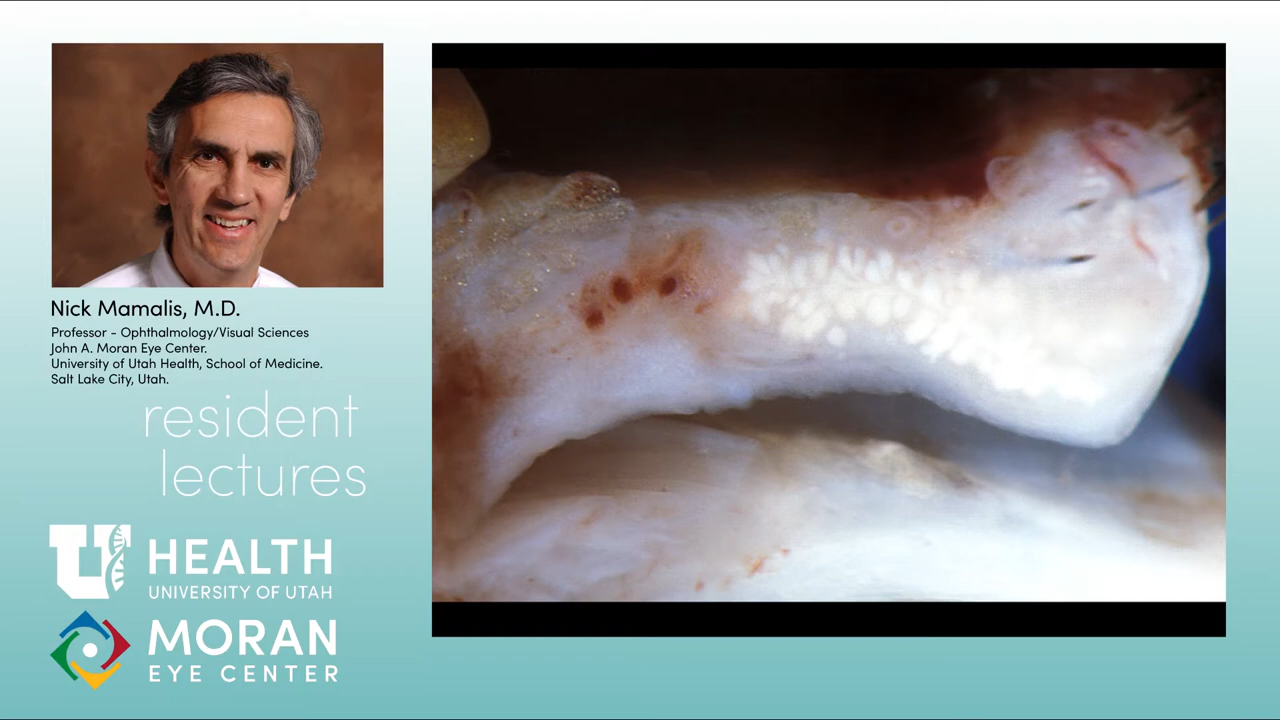 Nick Mamalis, M.D.
Professor - Ophthalmology/Visual Sciences
John A. Moran Eye Center.
University of Utah Health, School of Medicine.
Salt Lake City, Utah.
resident
lectures
U HEALTH
UNIVERSITY OF UTAH
MORAN
EYE CENTER